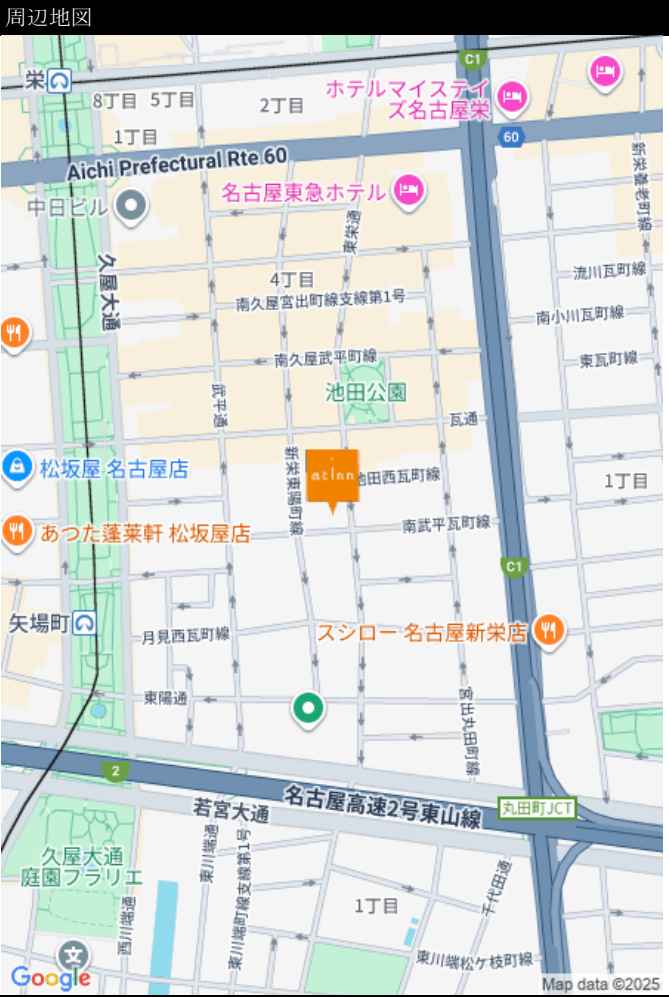 周辺地図
C1
栄
ホテルマイステイ
ズ名古屋栄
8丁目
5丁目
2丁目
1丁目
60
Aichi Prefectural Rte 60
新栄養老町線
中日ビル
名古屋東急ホテル
東栄通
久屋大通
4丁目
流川瓦町線
南久屋宮出町線支線第1号
南小川瓦町線
南久屋武平町線
東瓦町線
池田公園
武平通
瓦通
新栄東陽町線
松坂屋 名古屋店
at Inn
池田西瓦町線
1丁目
あつた蓬莱軒 松坂屋店
南武平瓦町線
C1
矢場町
月見西瓦町線
スシロー 名古屋新栄店
東陽通
宮出丸田町線
2
名古屋高速2号東山線
丸田町JCT
若宮大通
久屋大通
庭園フラリエ
東川端通
東川端町線支線第1号
西川端通
1丁目
千代田通
東川端松ケ枝町線
Google
Map data ©2025